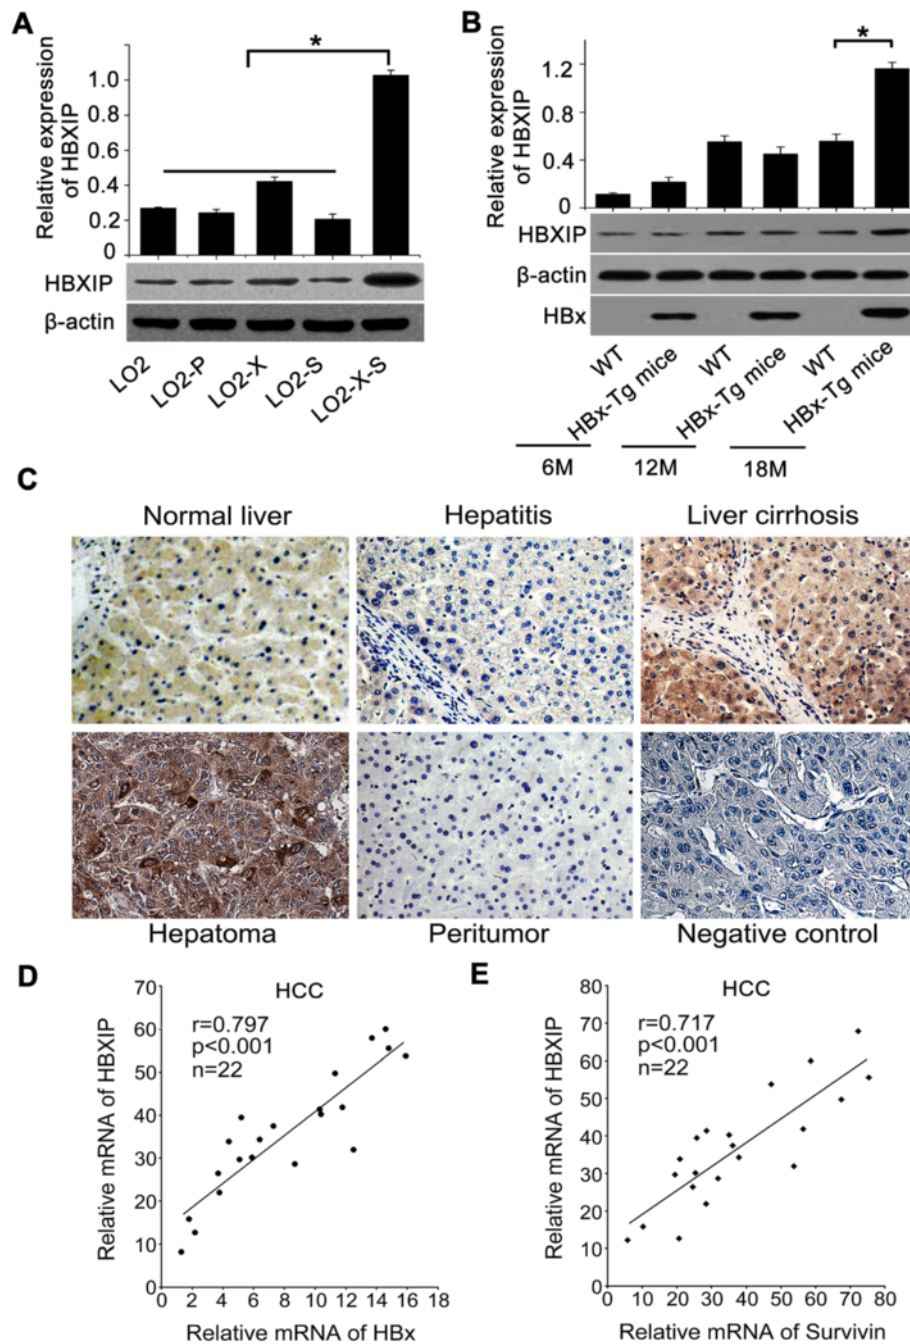 A
Relative expression
of HBXIP
1.0
0.8
0.6
0.4
0.2
0
*
HBXIP
β-actin
LO2
LO2-P
LO2-X
LO2-S
LO2-X-S
B
Relative expression
of HBXIP
1.2
0.8
0.4
0
*
HBXIP
β-actin
HBx
WT
HBx-Tg mice
WT
HBx-Tg mice
WT
HBx-Tg mice
6M
12M
18M
C
Normal liver
Hepatitis
Liver cirrhosis
Hepatoma
Peritumor
Negative control
D
HCC
r=0.797
p<0.001
n=22
Relative mRNA of HBXIP
70
60
50
40
30
20
10
0
0 2 4 6 8 10 12 14 16 18
Relative mRNA of HBx
E
HCC
r=0.717
p<0.001
n=22
Relative mRNA of HBXIP
80
70
60
50
40
30
20
10
0
0 10 20 30 40 50 60 70 80
Relative mRNA of Survivin